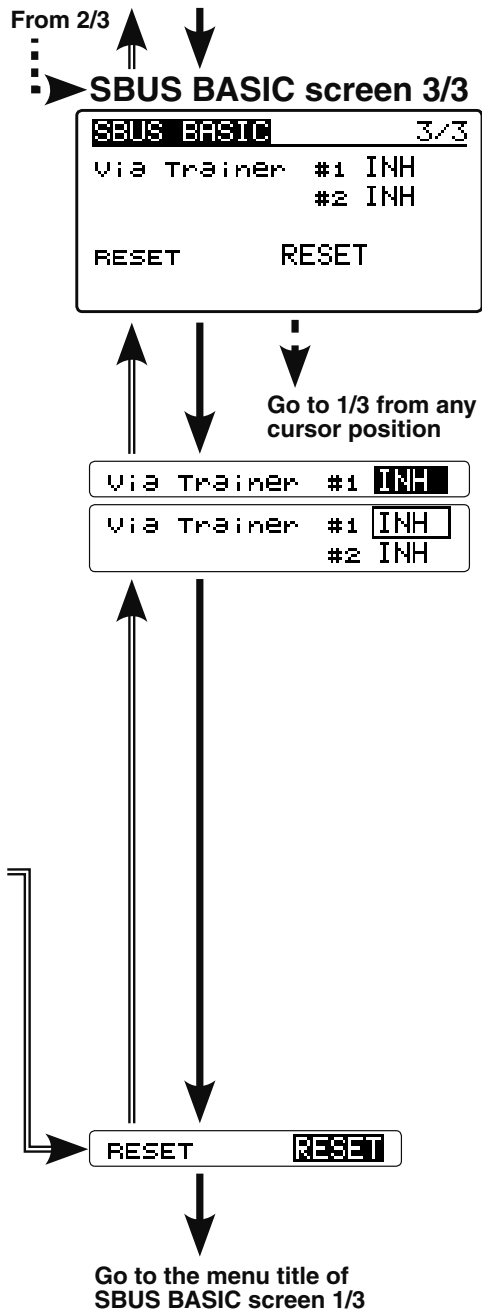 From 2/3
SBUS BASIC screen 3/3
SBUS BASIC 3/3
Via Trainer #1 INH
#2 INH
RESET RESET
Go to 1/3 from any
cursor position
Via Trainer #1 INH
Via Trainer #1 INH
#2 INH
RESET RESET
Go to the menu title of
SBUS BASIC screen 1/3